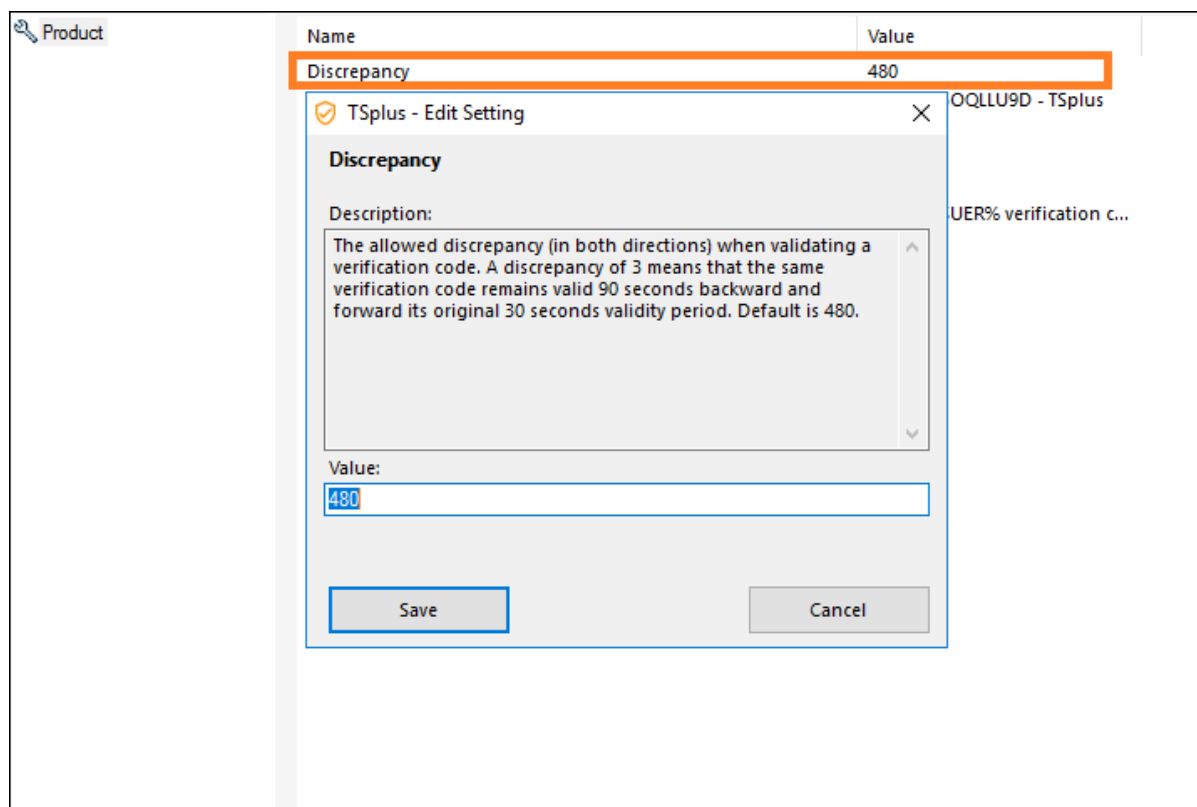 Product
Name Value
Discrepancy 480
OQLLU9D - TSplus
TSplus - Edit Setting
Discrepancy
Description:
UER% verification c...
The allowed discrepancy (in both directions) when validating a
verification code. A discrepancy of 3 means that the same
verification code remains valid 90 seconds backward and
forward its original 30 seconds validity period. Default is 480.
Value:
480
Save Cancel